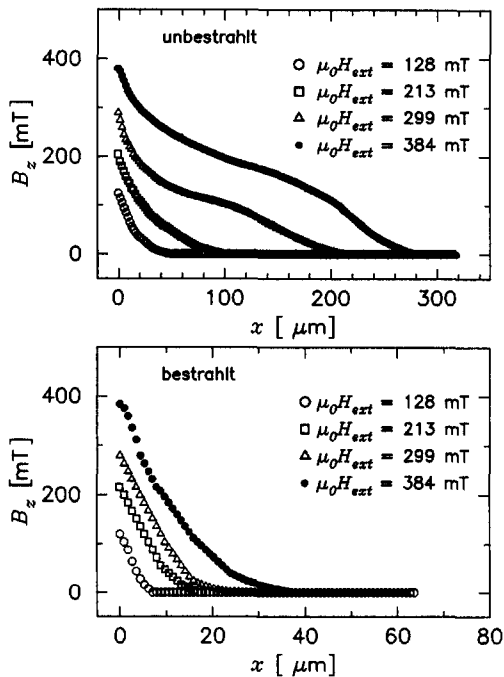 unbestrahlt
μ₀H_ext = 128 mT
μ₀H_ext = 213 mT
μ₀H_ext = 299 mT
μ₀H_ext = 384 mT
B_z [mT]
400
200
0
0 100 200 300
x [ μm]
bestrahlt
μ₀H_ext = 128 mT
μ₀H_ext = 213 mT
μ₀H_ext = 299 mT
μ₀H_ext = 384 mT
B_z [mT]
400
200
0
0 20 40 60 80
x [ μm]